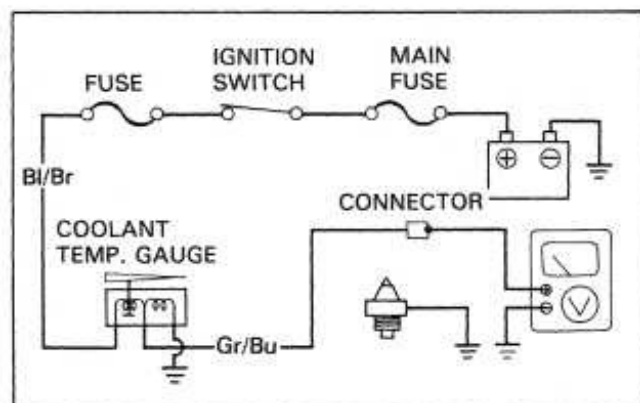 FUSE
IGNITION
SWITCH
MAIN
FUSE
Bl/Br
COOLANT
TEMP. GAUGE
CONNECTOR
Gr/Bu
V